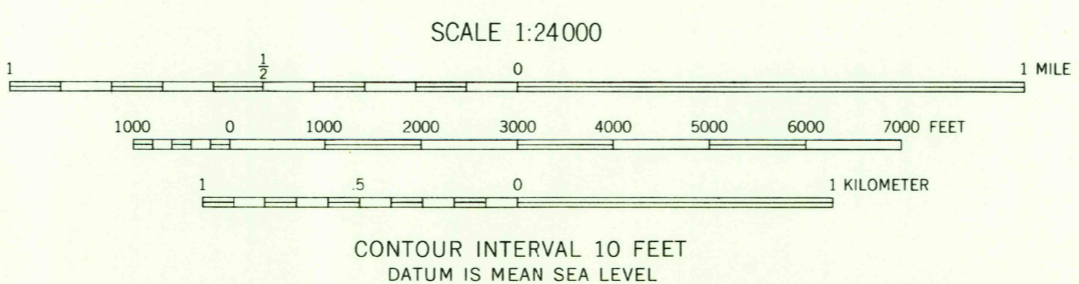 SCALE 1:24000
1 1/2 0 1 MILE
1000 0 1000 2000 3000 4000 5000 6000 7000 FEET
1 .5 0 1 KILOMETER
CONTOUR INTERVAL 10 FEET
DATUM IS MEAN SEA LEVEL